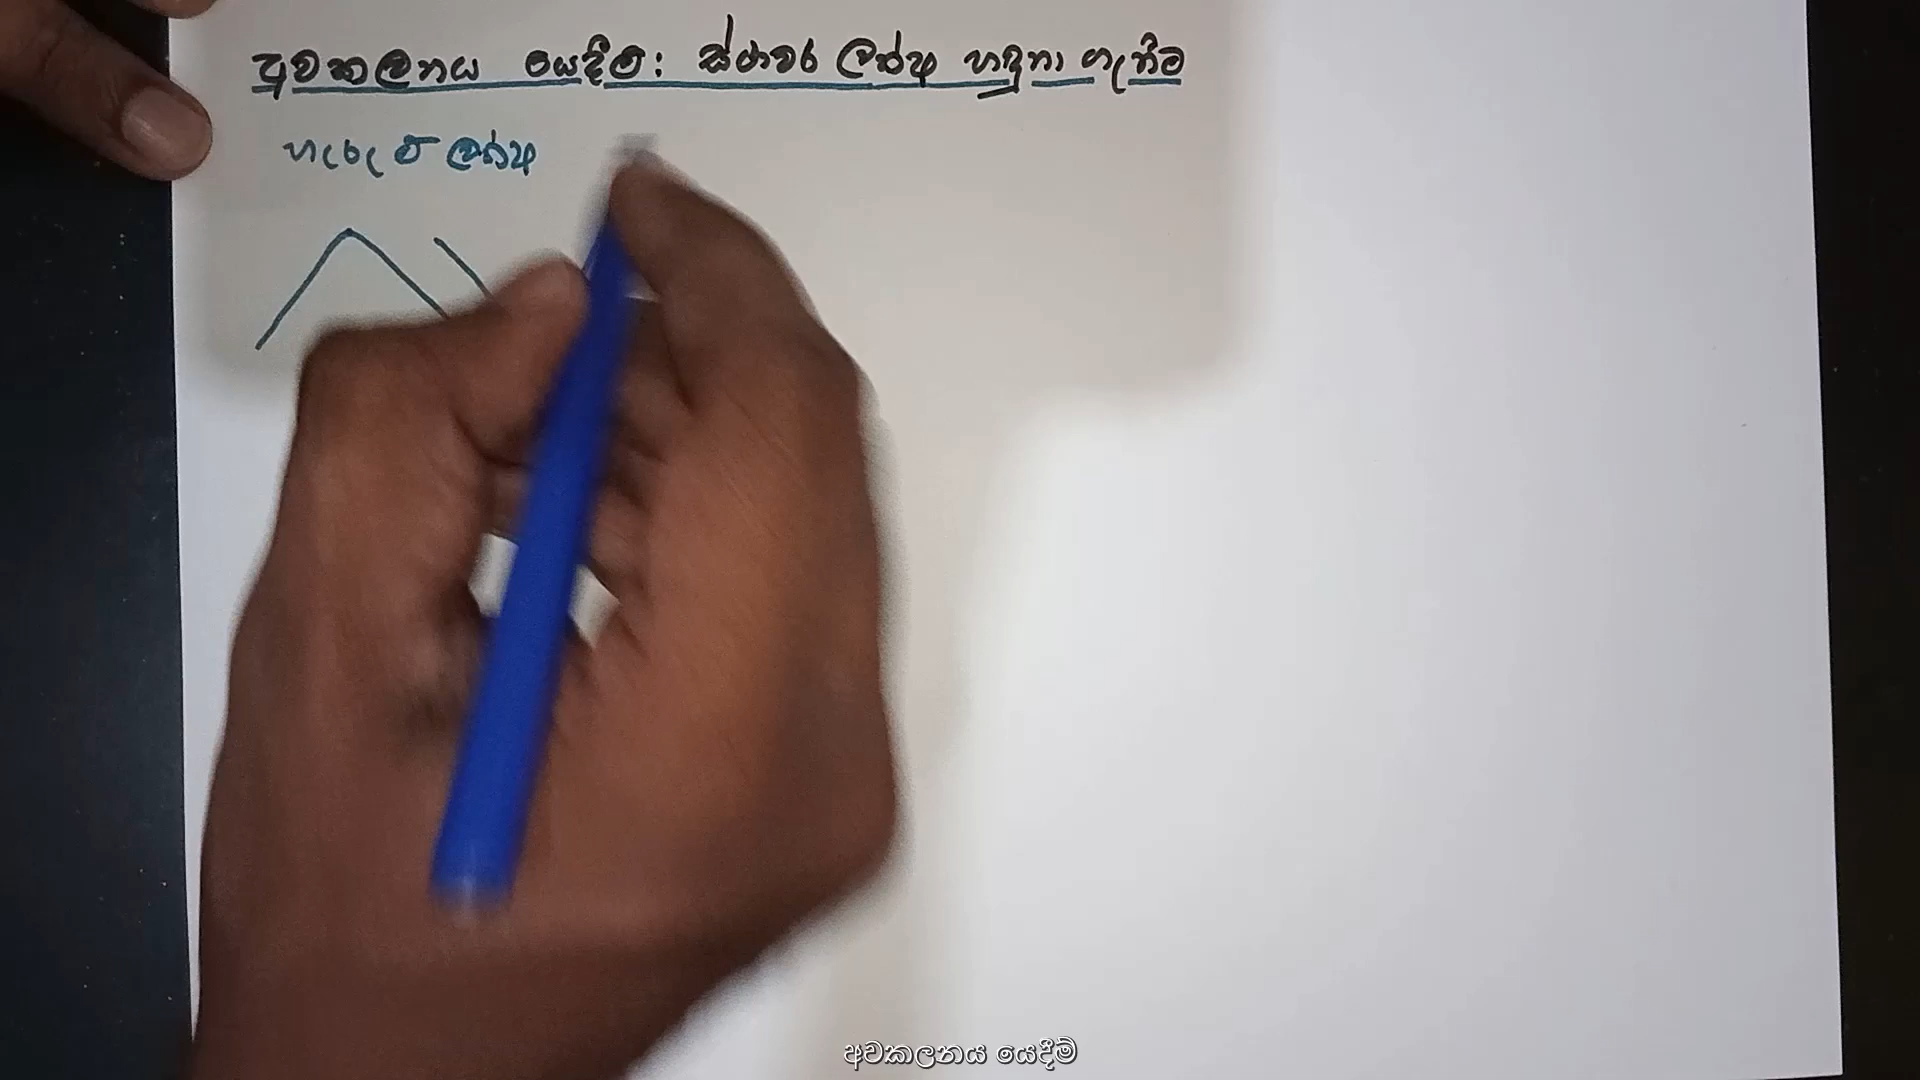 අවකලනය යෙදීම්: ස්ථාවර ලක්ෂ හඳුනා ගැනීම
හැරුම් ලක්ෂ
අවකලනය යෙදීම්